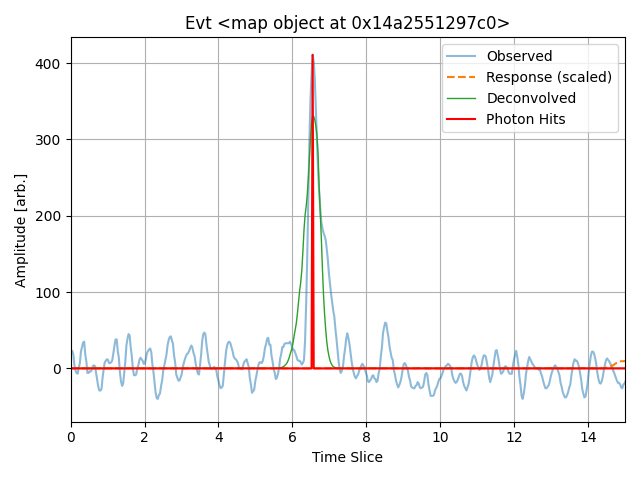 Evt <map object at 0x14a2551297c0>
Observed
Response (scaled)
Deconvolved
Photon Hits
Amplitude [arb.]
400
300
200
100
0
0 2 4 6 8 10 12 14
Time Slice